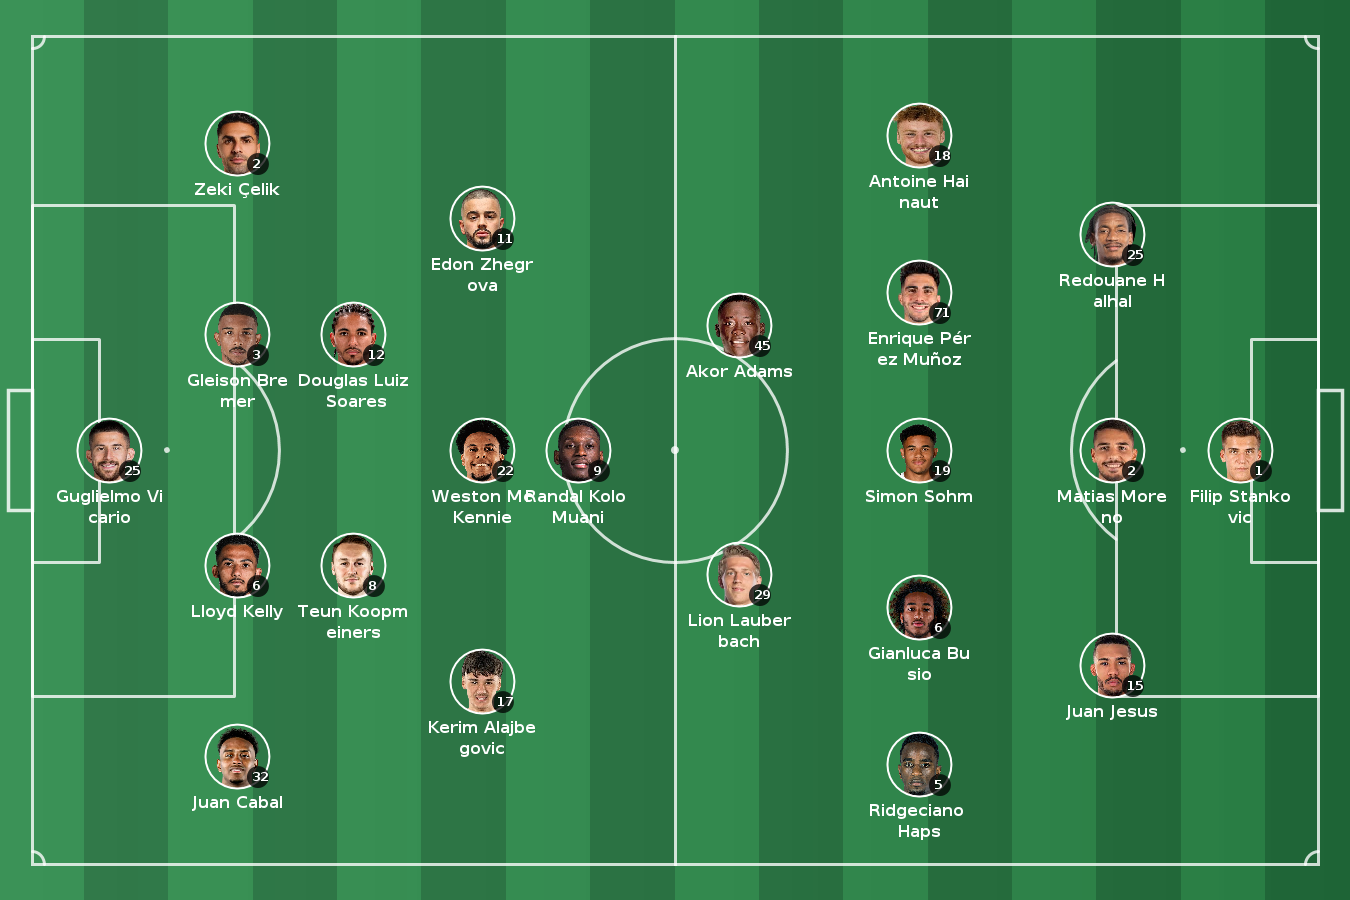 2
Zeki Çelik
11
Edon Zhegr
ova
3
Gleison Bre
mer
12
Douglas Luiz
Soares
25
Guglielmo Vi
cario
22
Weston Mc
Kennie
9
Randal Kolo
Muani
6
Lloyd Kelly
8
Teun Koopm
einers
17
Kerim Alajbe
govic
32
Juan Cabal
18
Antoine Hai
naut
25
Redouane H
alhal
71
Enrique Pér
ez Muñoz
45
Akor Adams
19
Simon Sohm
2
Matias More
no
1
Filip Stanko
vic
29
Lion Lauber
bach
6
Gianluca Bu
sio
15
Juan Jesus
5
Ridgeciano
Haps